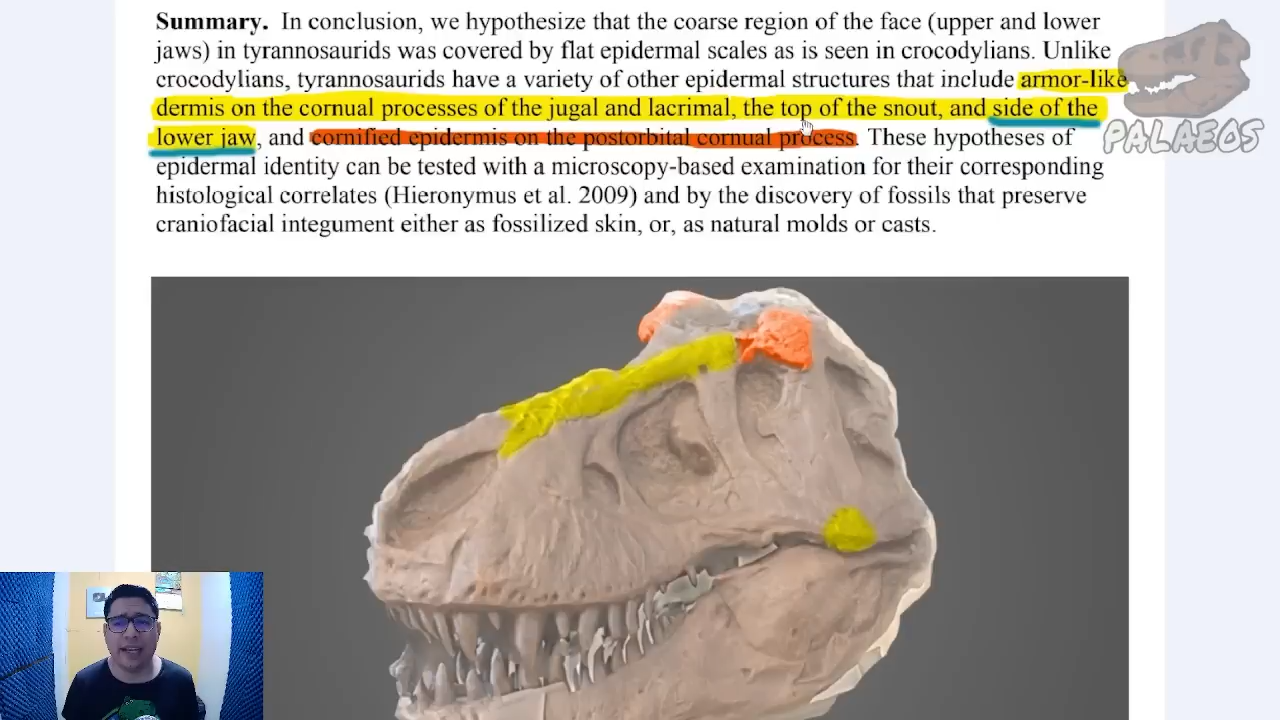 Summary. In conclusion, we hypothesize that the coarse region of the face (upper and lower
jaws) in tyrannosaurids was covered by flat epidermal scales as is seen in crocodylians. Unlike
crocodylians, tyrannosaurids have a variety of other epidermal structures that include armor-like
dermis on the cornual processes of the jugal and lacrimal, the top of the snout, and side of the
lower jaw, and cornified epidermis on the postorbital cornual process. These hypotheses of
epidermal identity can be tested with a microscopy-based examination for their corresponding
histological correlates (Hieronymus et al. 2009) and by the discovery of fossils that preserve
craniofacial integument either as fossilized skin, or, as natural molds or casts.
PALAEOS